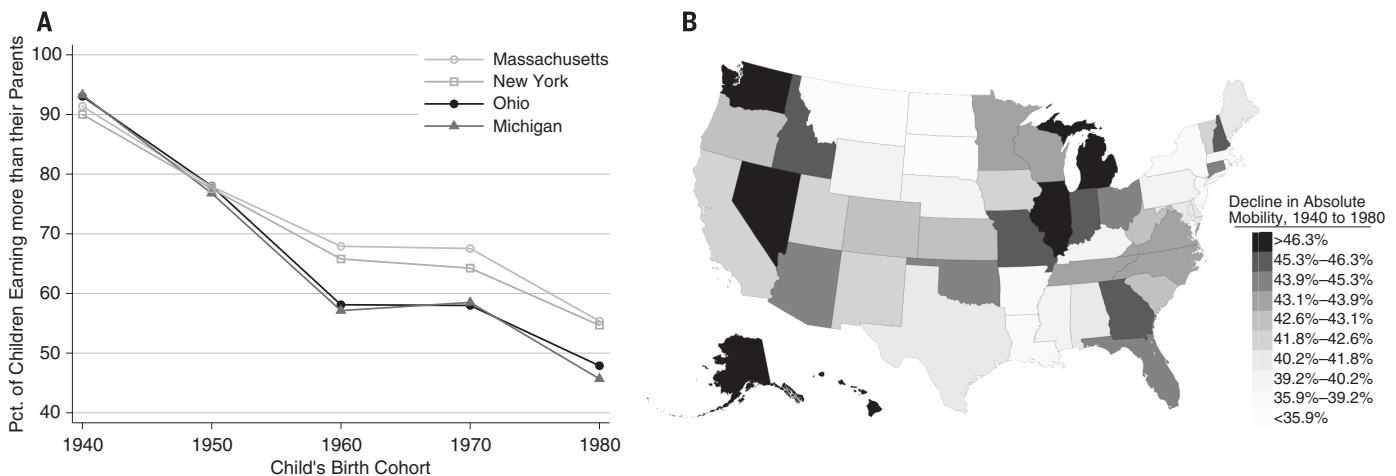 A
Pct. of Children Earning more than their Parents
100
90
80
70
60
50
40
1940
1950
1960
1970
1980
Child's Birth Cohort
Massachusetts
New York
Ohio
Michigan
B
Decline in Absolute
Mobility, 1940 to 1980
>46.3%
45.3%–46.3%
43.9%–45.3%
43.1%–43.9%
42.6%–43.1%
41.8%–42.6%
40.2%–41.8%
39.2%–40.2%
35.9%–39.2%
<35.9%